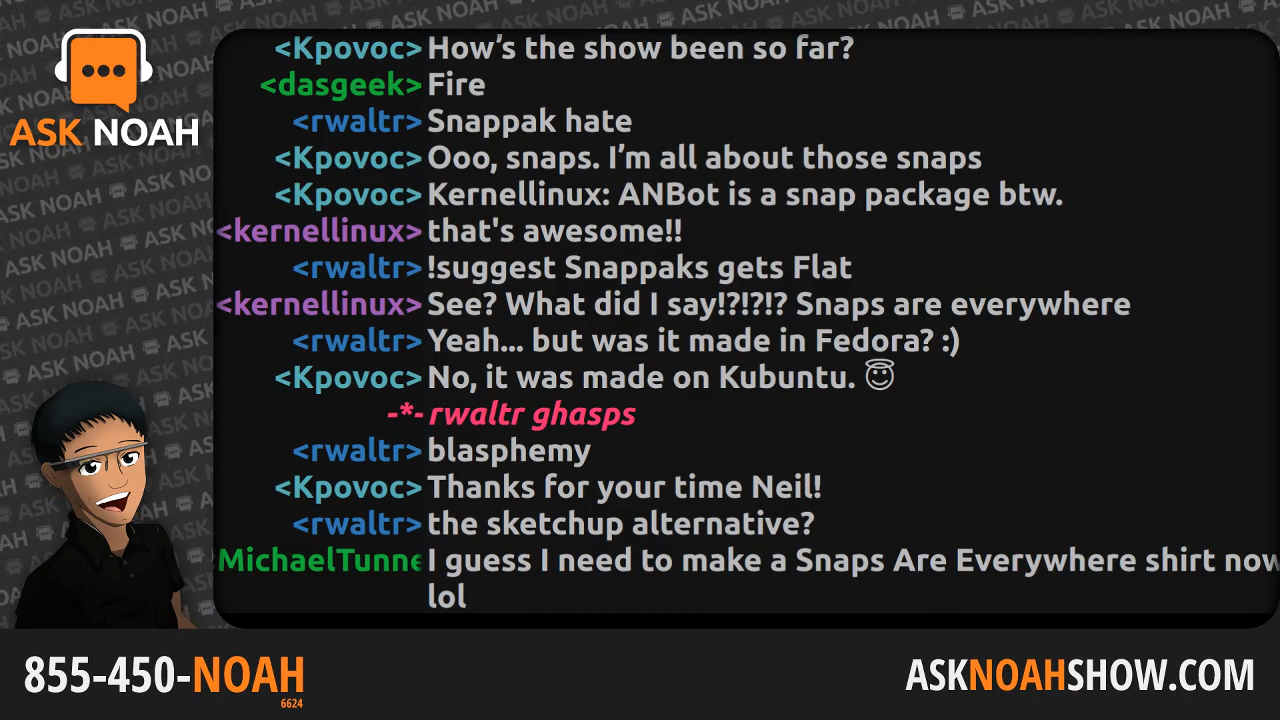 ASK NOAH
<Kpovoc> How's the show been so far?
<dasgeek> Fire
<rwaltr> Snappak hate
<Kpovoc> Ooo, snaps. I'm all about those snaps
<Kpovoc> Kernellinux: ANBot is a snap package btw.
<kernellinux> that's awesome!!
<rwaltr> !suggest Snappaks gets Flat
<kernellinux> See? What did I say!?!?!? Snaps are everywhere
<rwaltr> Yeah... but was it made in Fedora? :)
<Kpovoc> No, it was made on Kubuntu. 😇
-*- rwaltr ghasps
<rwaltr> blasphemy
<Kpovoc> Thanks for your time Neil!
<rwaltr> the sketchup alternative?
MichaelTunne I guess I need to make a Snaps Are Everywhere shirt now
lol
855-450-NOAH
6624
ASKNOAHSHOW.COM